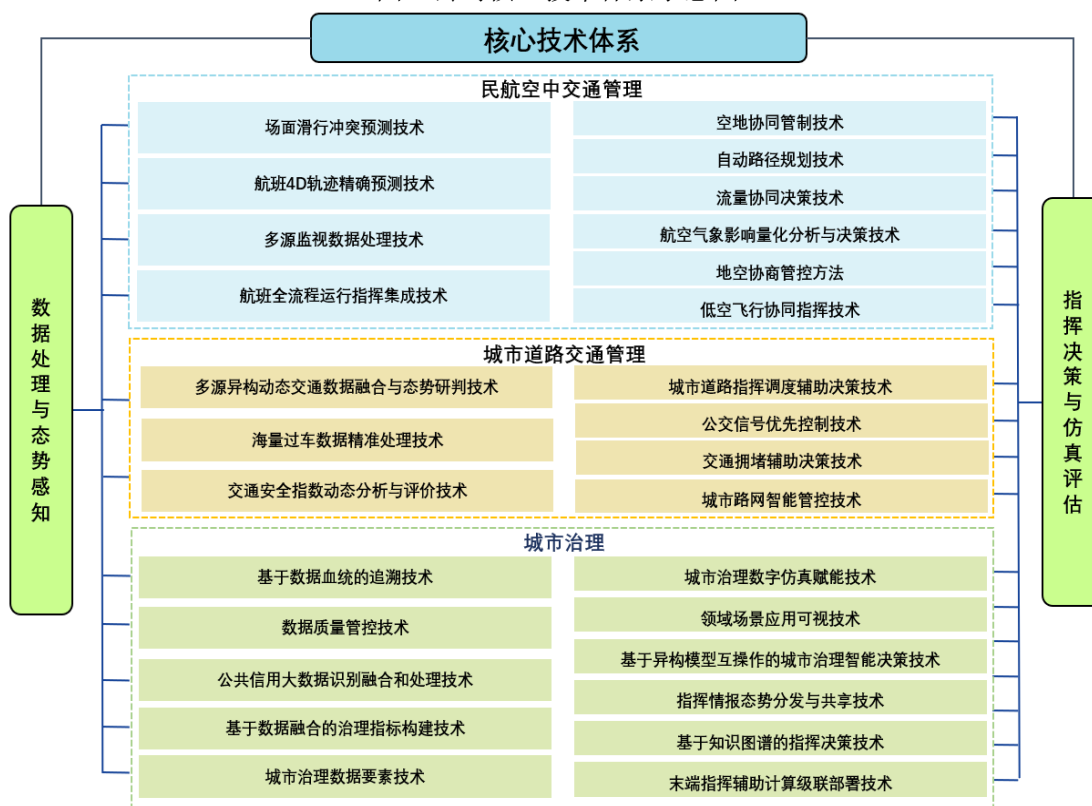 核心技术体系
民航空中交通管理
场面滑行冲突预测技术
航班4D轨迹精确预测技术
多源监视数据处理技术
航班全流程运行指挥集成技术
空地协同管制技术
自动路径规划技术
流量协同决策技术
航空气象影响量化分析与决策技术
地空协商管控方法
低空飞行协同指挥技术
城市道路交通管理
多源异构动态交通数据融合与态势研判技术
海量过车数据精准处理技术
交通安全指数动态分析与评价技术
城市道路指挥调度辅助决策技术
公交信号优先控制技术
交通拥堵辅助决策技术
城市路网智能管控技术
城市治理
基于数据血统的追溯技术
数据质量管控技术
公共信用大数据识别融合和处理技术
基于数据融合的治理指标构建技术
城市治理数据要素技术
城市治理数字仿真赋能技术
领域场景应用可视技术
基于异构模型互操作的城市治理智能决策技术
指挥情报态势分发与共享技术
基于知识图谱的指挥决策技术
末端指挥辅助计算级联部署技术
数据处理与态势感知
指挥决策与仿真评估